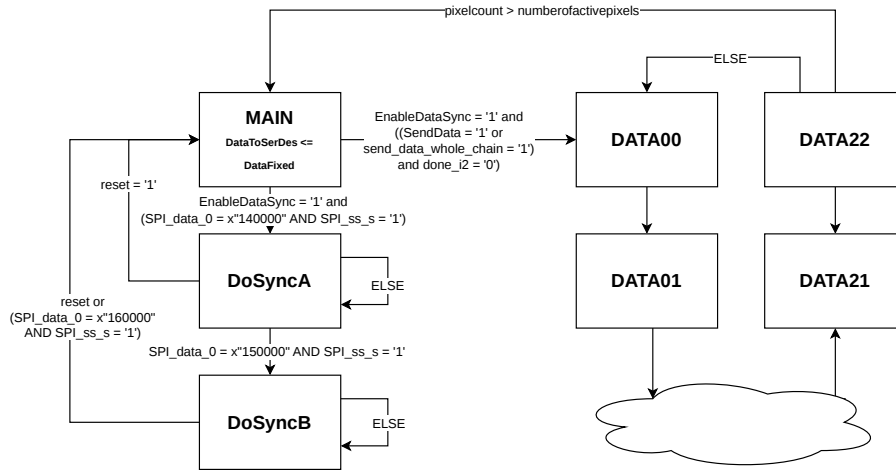 pixelcount > numberofactivepixels
ELSE
MAIN
DataToSerDes <=
DataFixed
EnableDataSync = '1' and
((SendData = '1' or
send_data_whole_chain = '1')
and done_i2 = '0')
DATA00
DATA22
reset = '1'
EnableDataSync = '1' and
(SPI_data_0 = x"140000" AND SPI_ss_s = '1')
DoSyncA
ELSE
DATA01
DATA21
reset or
(SPI_data_0 = x"160000"
AND SPI_ss_s = '1')
SPI_data_0 = x"150000" AND SPI_ss_s = '1'
DoSyncB
ELSE